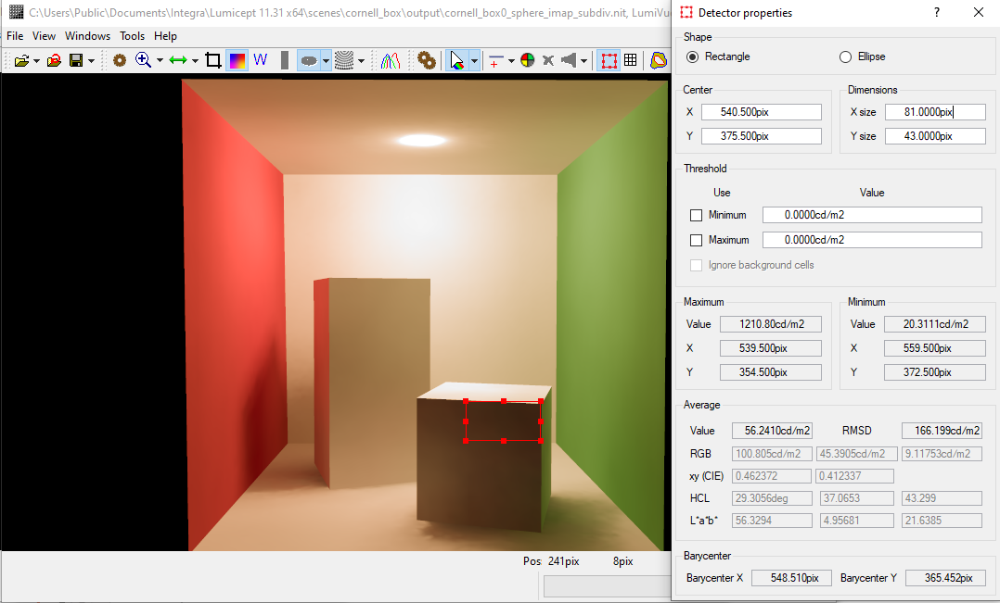 C:\Users\Public\Documents\Integra\Lumicept 11.31 x64\scenes\cornell_box\output\cornell_box0_sphere_imap_subdiv.nit, LumiVue
File View Windows Tools Help
W
Pos: 241pix 8pix
Detector properties
?
Shape
Rectangle Ellipse
Center Dimensions
X 540.500pix X size 81.0000pix
Y 375.500pix Y size 43.0000pix
Threshold
Use Value
Minimum 0.0000cd/m2
Maximum 0.0000cd/m2
Ignore background cells
Maximum Minimum
Value 1210.80cd/m2 Value 20.3111cd/m2
X 539.500pix X 559.500pix
Y 354.500pix Y 372.500pix
Average
Value 56.2410cd/m2 RMSD 166.199cd/m2
RGB 100.805cd/m2 45.3905cd/m2 9.11753cd/m2
xy (CIE) 0.462372 0.412337
HCL 29.3056deg 37.0653 43.299
L*a*b* 56.3294 4.95681 21.6385
Barycenter
Barycenter X 548.510pix Barycenter Y 365.452pix